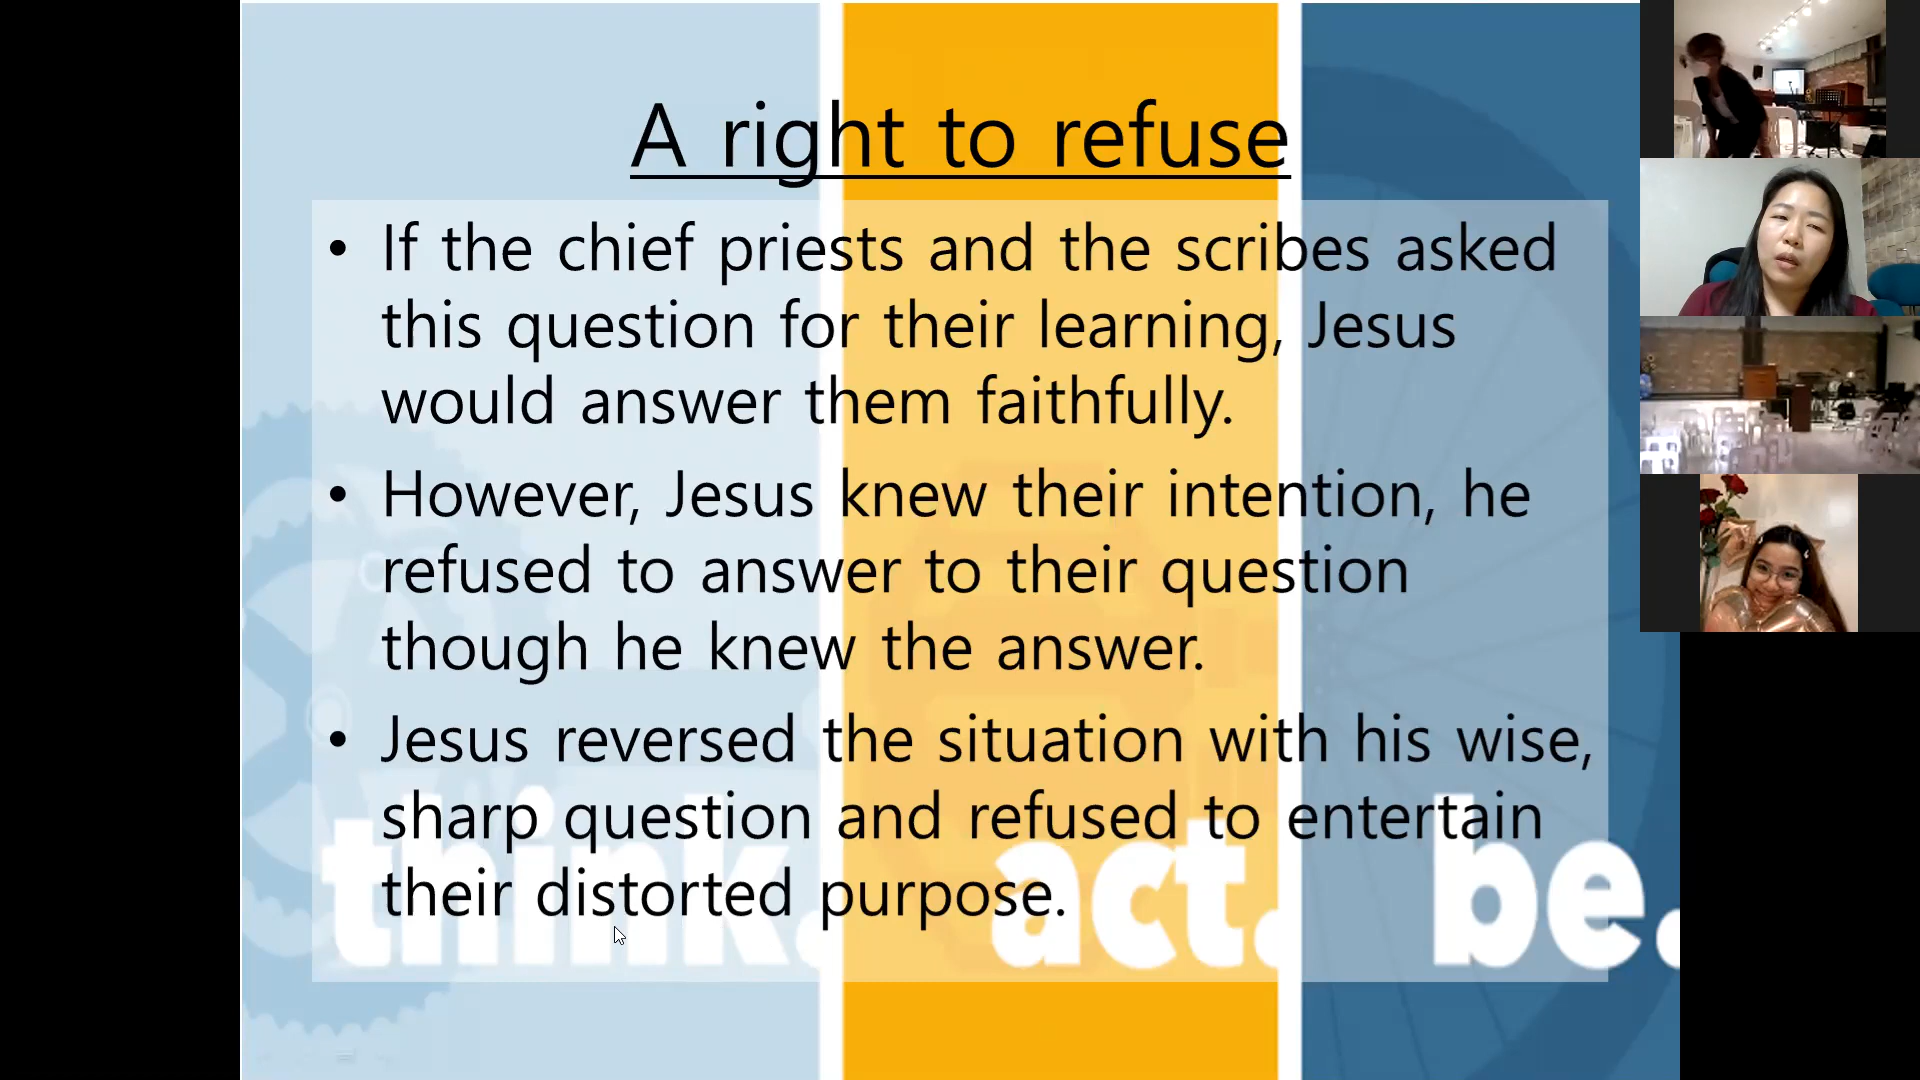 A right to refuse
• If the chief priests and the scribes asked
this question for their learning, Jesus
would answer them faithfully.
• However, Jesus knew their intention, he
refused to answer to their question
though he knew the answer.
• Jesus reversed the situation with his wise,
sharp question and refused to entertain
their distorted purpose.
think. act. be.